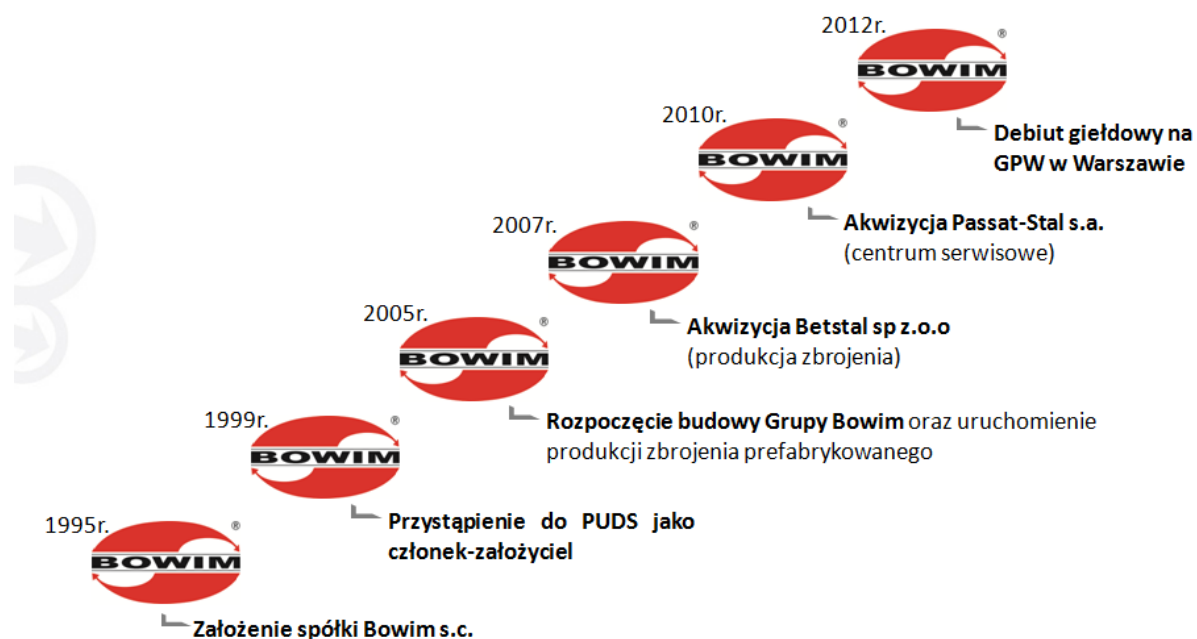 2012r.
BOWIM ®
Debiut giełdowy na
GPW w Warszawie
2010r.
BOWIM ®
Akwizycja Passat-Stal s.a.
(centrum serwisowe)
2007r.
BOWIM ®
Akwizycja Betstal sp z.o.o
(produkcja zbrojenia)
2005r.
BOWIM ®
Rozpoczęcie budowy Grupy Bowim oraz uruchomienie
produkcji zbrojenia prefabrykowanego
1999r.
BOWIM ®
Przystąpienie do PUDS jako
członek-założyciel
1995r.
BOWIM ®
Założenie spółki Bowim s.c.